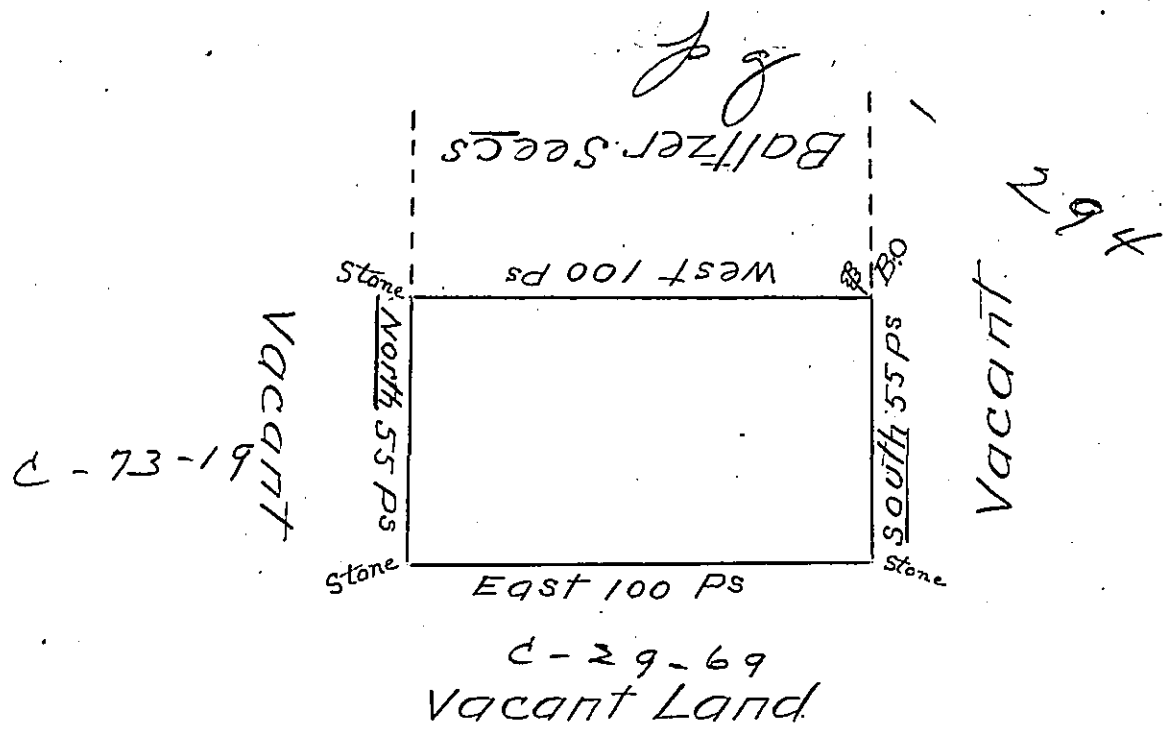 Baltzer Seecs
294
West 100 Ps
Stone
B.O
Vacant
North 55 Ps
South 55 Ps
Vacant
C-73-19
Stone
East 100 Ps
Stone
C-29-69
Vacant Land